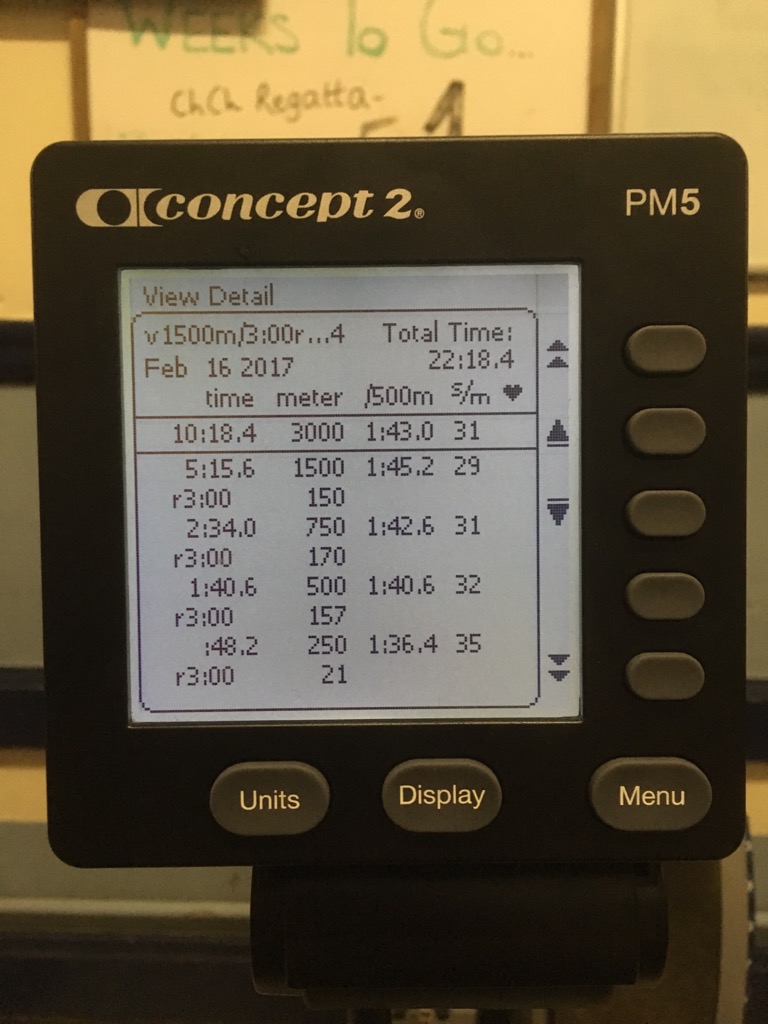 WEEKS To Go...
ChCh Regatta-
concept 2®
PM5
View Detail
v1500m/3:00r...4 Total Time:
Feb 16 2017 22:18.4
time meter /500m s/m ♥
10:18.4 3000 1:43.0 31
5:15.6 1500 1:45.2 29
r3:00 150
2:34.0 750 1:42.6 31
r3:00 170
1:40.6 500 1:40.6 32
r3:00 157
:48.2 250 1:36.4 35
r3:00 21
Units Display Menu